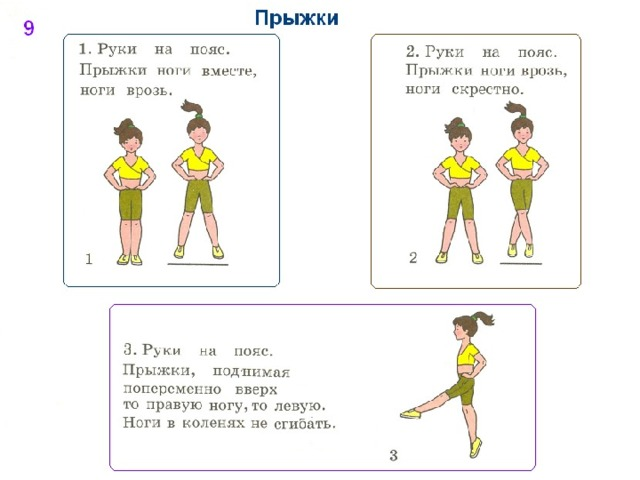 9
Прыжки
1. Руки на пояс.
Прыжки ноги вместе,
ноги врозь.
1
2. Руки на пояс.
Прыжки ноги врозь,
ноги скрестно.
2
3. Руки на пояс.
Прыжки, поднимая
попеременно вверх
то правую ногу, то левую.
Ноги в коленях не сгибать.
3